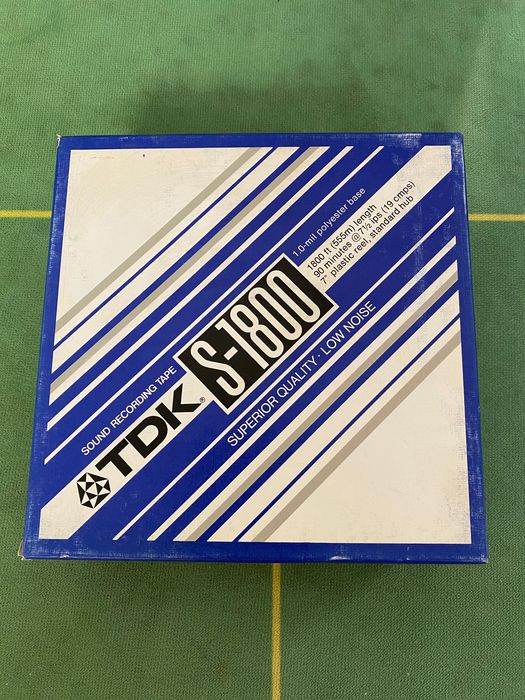 SOUND RECORDING TAPE
TDK®
S-1800
SUPERIOR QUALITY · LOW NOISE
1.0-mil polyester base
1800 ft (555m) length
90 minutes @ 7½ ips (19 cmps)
7" plastic reel, standard hub